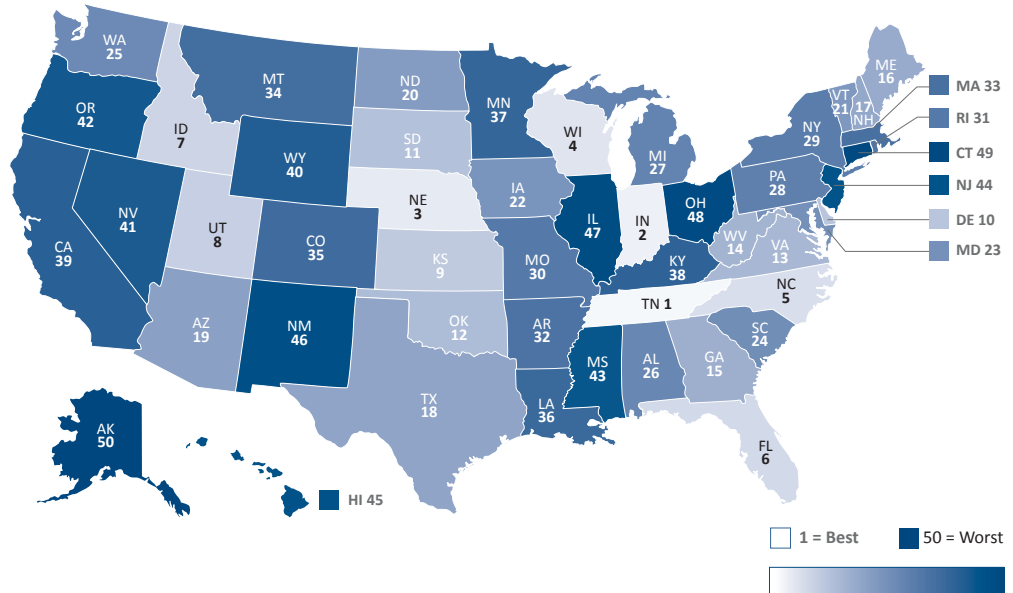 WA
25
OR
42
CA
39
NV
41
ID
7
MT
34
WY
40
UT
8
CO
35
AZ
19
NM
46
ND
20
SD
11
NE
3
KS
9
OK
12
TX
18
MN
37
IA
22
MO
30
AR
32
LA
36
WI
4
IL
47
MI
27
IN
2
OH
48
KY
38
TN 1
MS
43
AL
26
GA
15
FL
6
SC
24
NC
5
VA
13
WV
14
PA
28
NY
29
VT
21
17
NH
ME
16
MA 33
RI 31
CT 49
NJ 44
DE 10
MD 23
AK
50
HI 45
1 = Best
50 = Worst